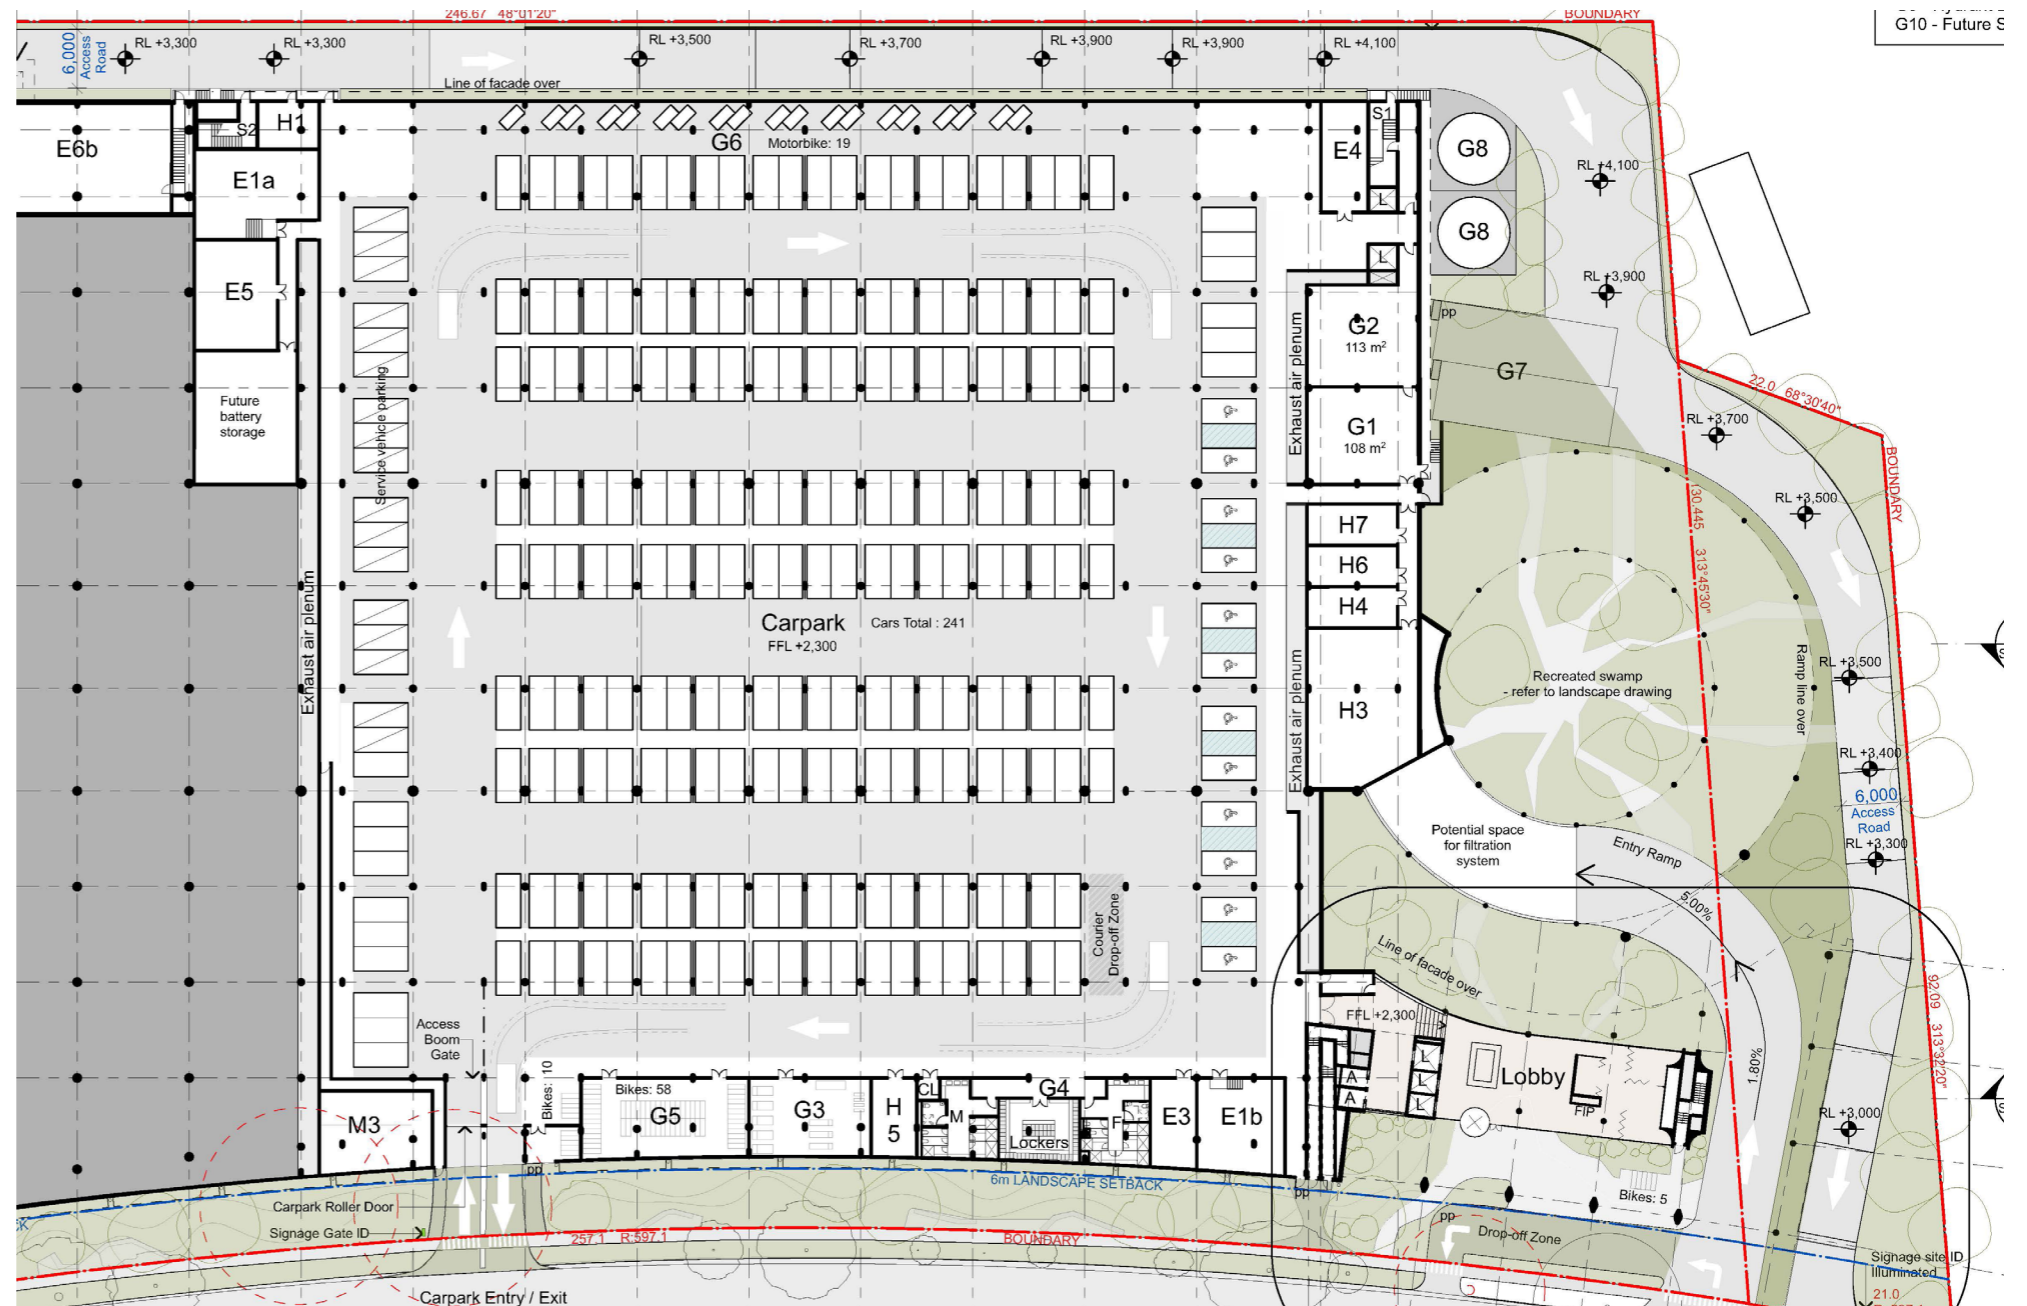 246.67 48°01'20"
BOUNDARY
G10 - Future S
6,000
Access
Road
RL +3,300
RL +3,300
RL +3,500
RL +3,700
RL +3,900
RL +3,900
RL +4,100
Line of facade over
E6b
S2
H1
E1a
G6
Motorbike: 19
E4
S1
L
L
G8
G8
RL +4,100
RL +3,900
E5
Future
battery
storage
Service vehicle parking
Exhaust air plenum
Exhaust air plenum
G2
113 m²
G1
108 m²
pp
G7
22.0 68°30'40"
RL +3,700
BOUNDARY
RL +3,500
30.445 313°45'30"
H7
H6
H4
H3
Exhaust air plenum
Carpark
Cars Total : 241
FFL +2,300
Recreated swamp
- refer to landscape drawing
Ramp line over
RL +3,500
RL +3,400
6,000
Access
Road
RL +3,300
Potential space
for filtration
system
Entry Ramp
5.00%
Courier
Drop-off Zone
Line of facade over
92.09 313°32'20"
Access
Boom
Gate
FFL +2,300
L
L
L
A
A
Lobby
FIP
1.80%
RL +3,000
M3
Bikes: 10
Bikes: 58
G5
G3
H
5
CL
M
G4
Lockers
F
E3
E1b
pp
6m LANDSCAPE SETBACK
pp
Bikes: 5
pp
Drop-off Zone
Carpark Roller Door
Signage Gate ID
257.1 R:597.1
BOUNDARY
Signage site ID
Illuminated
21.0
Carpark Entry / Exit